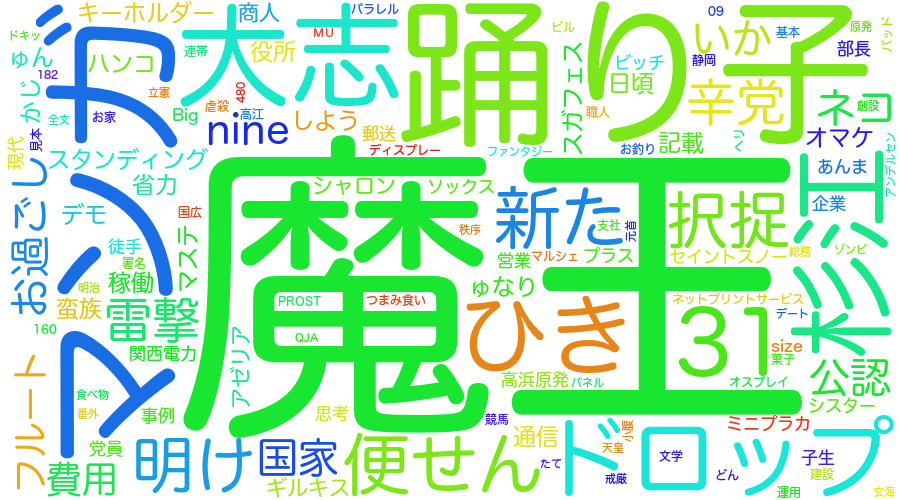 ドキッ
ゅん
182
かじ
全文
見本
現代
お過ごし
マンガ
キーホルダー
ハンコ
お家
Big
立憲
虐殺
480
高江
連帯
大志
商人
役所
MU
パラレル
nine
しよう
郵送
ディスプレー
スタンディング
省力
デモ
徒手
署名
稼働
蛮族
雷撃
160
関西電力
国広
マステ
シャロン
ソックス
秩序
踊り子
ビル
スガフェス
ファンタジー
職人
ビッチ
日頃
お釣り
記載
静岡
いか
09
基本
辛党
ヘリ
部長
原発
バッド
ネコ
創設
オマケ
あんま
アンデルセン
企業
杉江
魔王
新た
支社
元首
択捉
営業
マルシェ
プラス
セイントスノー
総務
ゾンビ
ゅなり
明治
PROST
つまみ食い
QJA
ひき
31
ネットプリントサービス
デート
size
菓子
公認
高浜原発
パネル
オスプレイ
シスター
アゼリア
フルート
食べ物
番外
事例
党員
費用
明け
国家
ギルキス
思考
便せん
競馬
通信
たて
ドロップ
天皇
小腹
戒厳
文学
ミニプラカ
どん
子生
建設
運用
玄海